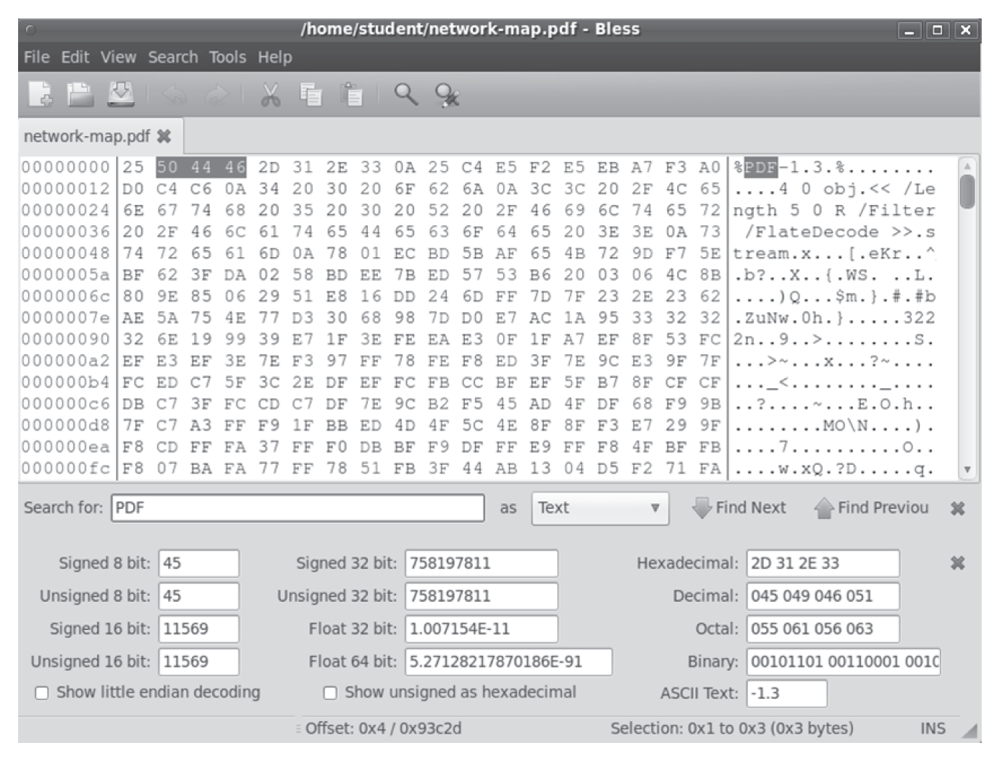 /home/student/network-map.pdf - Bless
File Edit View Search Tools Help
network-map.pdf
00000000 25 50 44 46 2D 31 2E 33 0A 25 C4 E5 F2 E5 EB A7 F3 A0 %PDF-1.3.%........
00000012 D0 C4 C6 0A 34 20 30 20 6F 62 6A 0A 3C 3C 20 2F 4C 65 ....4 0 obj.<< /Le
00000024 6E 67 74 68 20 35 20 30 20 52 20 2F 46 69 6C 74 65 72 ngth 5 0 R /Filter
00000036 20 2F 46 6C 61 74 65 44 65 63 6F 64 65 20 3E 3E 0A 73 /FlateDecode >>.s
00000048 74 72 65 61 6D 0A 78 01 EC BD 5B AF 65 4B 72 9D F7 5E tream.x...[.eKr..^
0000005a BF 62 3F DA 02 58 BD EE 7B ED 57 53 B6 20 03 06 4C 8B .b?..X..{.WS. ..L.
0000006c 80 9E 85 06 29 51 E8 16 DD 24 6D FF 7D 7F 23 2E 23 62 ....)Q...$m.}.#.#b
0000007e AE 5A 75 4E 77 D3 30 68 98 7D D0 E7 AC 1A 95 33 32 32 .ZuNw.0h.}.....322
00000090 32 6E 19 99 39 E7 1F 3E FE EA E3 0F 1F A7 EF 8F 53 FC 2n..9..>........S.
000000a2 EF E3 EF 3E 7E F3 97 FF 78 FE F8 ED 3F 7E 9C E3 9F 7F ...>~...x...?~....
000000b4 FC ED C7 5F 3C 2E DF EF FC FB CC BF EF 5F B7 8F CF CF ..._<........_....
000000c6 DB C7 3F FC CD C7 DF 7E 9C B2 F5 45 AD 4F DF 68 F9 9B ..?....~...E.O.h..
000000d8 7F C7 A3 FF F9 1F BB ED 4D 4F 5C 4E 8F 8F F3 E7 29 9F ........MO\N....).
000000ea F8 CD FF FA 37 FF F0 DB BF F9 DF FF E9 FF F8 4F BF FB ....7..........O..
000000fc F8 07 BA FA 77 FF 78 51 FB 3F 44 AB 13 04 D5 F2 71 FA ....w.xQ.?D.....q.
Search for: PDF as Text Find Next Find Previou
Signed 8 bit: 45 Signed 32 bit: 758197811 Hexadecimal: 2D 31 2E 33
Unsigned 8 bit: 45 Unsigned 32 bit: 758197811 Decimal: 045 049 046 051
Signed 16 bit: 11569 Float 32 bit: 1.007154E-11 Octal: 055 061 056 063
Unsigned 16 bit: 11569 Float 64 bit: 5.27128217870186E-91 Binary: 00101101 00110001 0010
Show little endian decoding Show unsigned as hexadecimal ASCII Text: -1.3
Offset: 0x4 / 0x93c2d Selection: 0x1 to 0x3 (0x3 bytes) INS